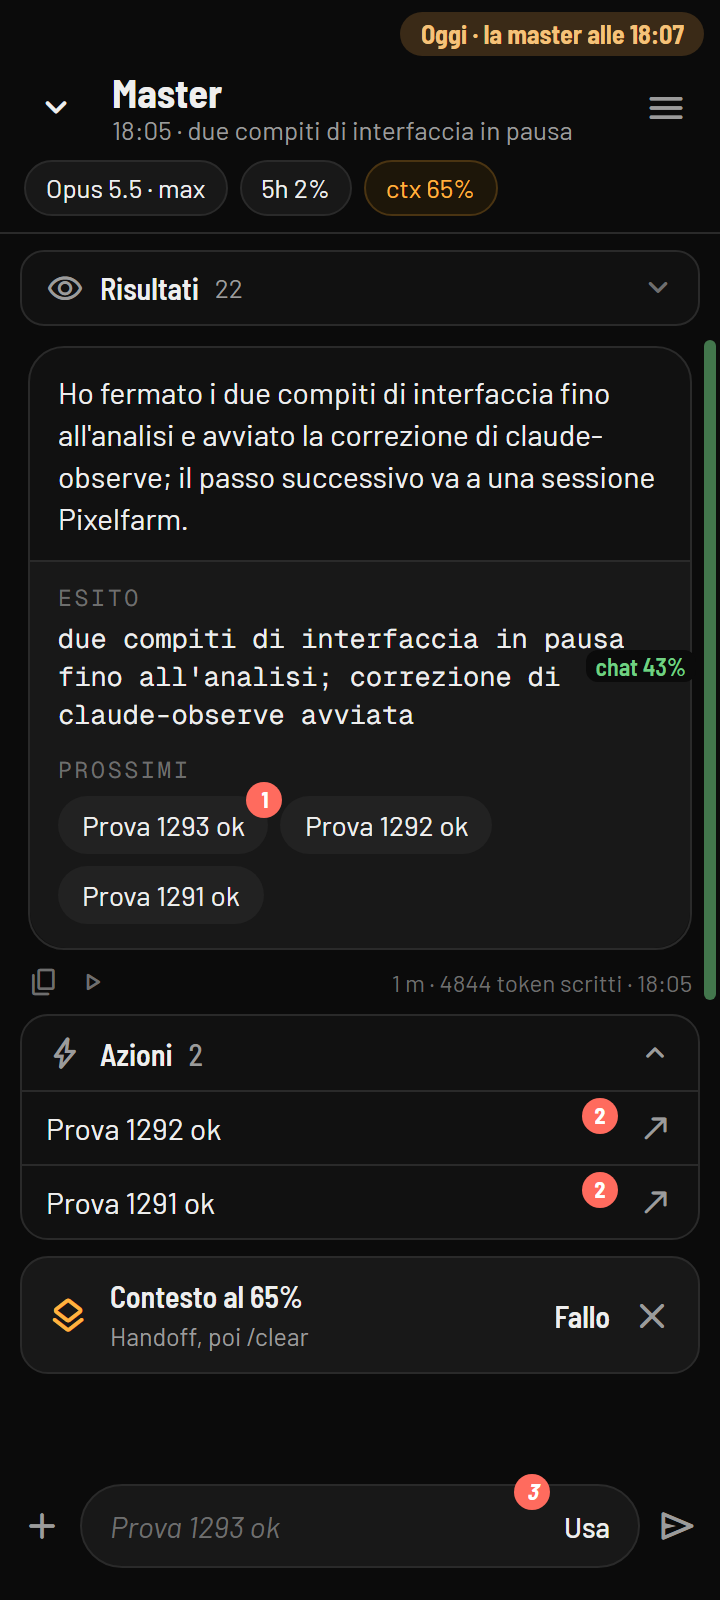 Oggi · la master alle 18:07
Master
18:05 · due compiti di interfaccia in pausa
Opus 5.5 · max
5h 2%
ctx 65%
Risultati 22
Ho fermato i due compiti di interfaccia fino
all'analisi e avviato la correzione di claude-
observe; il passo successivo va a una sessione
Pixelfarm.
ESITO
due compiti di interfaccia in pausa
fino all'analisi; correzione di
claude-observe avviata
chat 43%
PROSSIMI
Prova 1293 ok
1
Prova 1292 ok
Prova 1291 ok
1 m · 4844 token scritti · 18:05
Azioni 2
Prova 1292 ok
2
Prova 1291 ok
2
Contesto al 65%
Handoff, poi /clear
Fallo
3
Prova 1293 ok
Usa